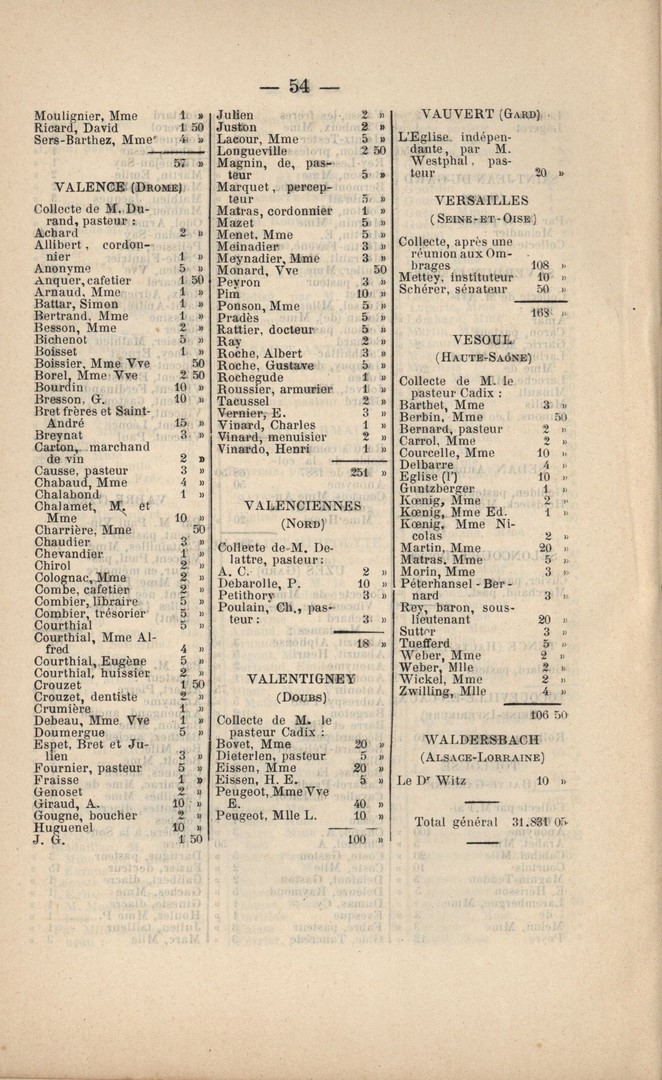 — 54 —
Moulignier, Mme 1 »
Ricard, David 1 50
Sers-Barthez, Mme 4 »
57 »
VALENCE (DROME)
Collecte de M. Du-
rand, pasteur :
Achard 2 »
Allibert, cordon-
nier 1 »
Anonyme 5 »
Anquer, cafetier 1 50
Arnaud, Mme 1 »
Battar, Simon 1 »
Bertrand, Mme 1 »
Besson, Mme 2 »
Bichenot 5 »
Boisset 1 »
Boissier, Mme Vve 50
Borel, Mme Vve 2 50
Bourdin 10 »
Bresson, G. 10 »
Bret frères et Saint-
André 15 »
Breynat 3 »
Carton, marchand
de vin 2 »
Causse, pasteur 3 »
Chabaud, Mme 4 »
Chalabond 1 »
Chalamet, M. et
Mme 10 »
Charrière, Mme 50
Chaudier 3 »
Chevandier 1 »
Chirol 2 »
Colognac, Mme 2 »
Combe, cafetier 2 »
Combier, libraire 5 »
Combier, trésorier 5 »
Courthial 5 »
Courthial, Mme Al-
fred 4 »
Courthial, Eugène 5 »
Courthial, huissier 2 »
Crouzet 1 50
Crouzet, dentiste 2 »
Crumière 1 »
Debeau, Mme Vve 1 »
Doumergue 5 »
Espet, Bret et Ju-
lien 3 »
Fournier, pasteur 5 »
Fraisse 1 »
Genoset 2 »
Giraud, A. 10 »
Gougne, boucher 2 »
Huguenel 10 »
J. G. 1 50
Julien 2 »
Juston 2 »
Lacour, Mme 5 »
Longueville 2 50
Magnin, de, pas-
teur 5 »
Marquet, percep-
teur 5 »
Matras, cordonnier 1 »
Mazet 5 »
Menet, Mme 5 »
Meinadier 3 »
Meynadier, Mme 3 »
Monard, Vve 50
Peyron 3 »
Pim 10 »
Ponson, Mme 5 »
Pradès 5 »
Rattier, docteur 5 »
Ray 2 »
Roche, Albert 3 »
Roche, Gustave 5 »
Rochegude 1 »
Roussier, armurier 1 »
Tacussel 2 »
Vernier, E. 3 »
Vinard, Charles 1 »
Vinard, menuisier 2 »
Vinardo, Henri 1 »
251 »
VALENCIENNES
(NORD)
Collecte de M. De-
lattre, pasteur :
A. C. 2 »
Debarolle, P. 10 »
Petithory 3 »
Poulain, Ch., pas-
teur : 3 »
18 »
VALENTIGNEY
(DOUBS)
Collecte de M. le
pasteur Cadix :
Bovet, Mme 20 »
Dieterlen, pasteur 5 »
Eissen, Mme 20 »
Eissen, H. E. 5 »
Peugeot, Mme Vve
E. 40 »
Peugeot, Mlle L. 10 »
100 »
VAUVERT (GARD)
L'Eglise indépen-
dante, par M.
Westphal, pas-
teur 20 »
VERSAILLES
(SEINE-ET-OISE)
Collecte, après une
réunion aux Om-
brages 108 »
Mettey, instituteur 10 »
Schérer, sénateur 50 »
168 »
VESOUL
(HAUTE-SAÔNE)
Collecte de M. le
pasteur Cadix :
Barthet, Mme 3 »
Berbin, Mme 50
Bernard, pasteur 2 »
Carrol, Mme 2 »
Courcelle, Mme 10 »
Delbarre 4 »
Eglise (l') 10 »
Guntzberger 1 »
Kœnig, Mme 2 »
Kœnig, Mme Ed. 1 »
Kœnig, Mme Ni-
colas 2 »
Martin, Mme 20 »
Matras, Mme 5 »
Morin, Mme 3 »
Péterhansel-Ber-
nard 3 »
Rey, baron, sous-
lieutenant 20 »
Sutter 3 »
Tuefferd 5 »
Weber, Mme 2 »
Weber, Mlle 2 »
Wickel, Mme 2 »
Zwilling, Mlle 4 »
106 50
WALDERSBACH
(ALSACE-LORRAINE)
Le Dr Witz 10 »
Total général 31.831 05